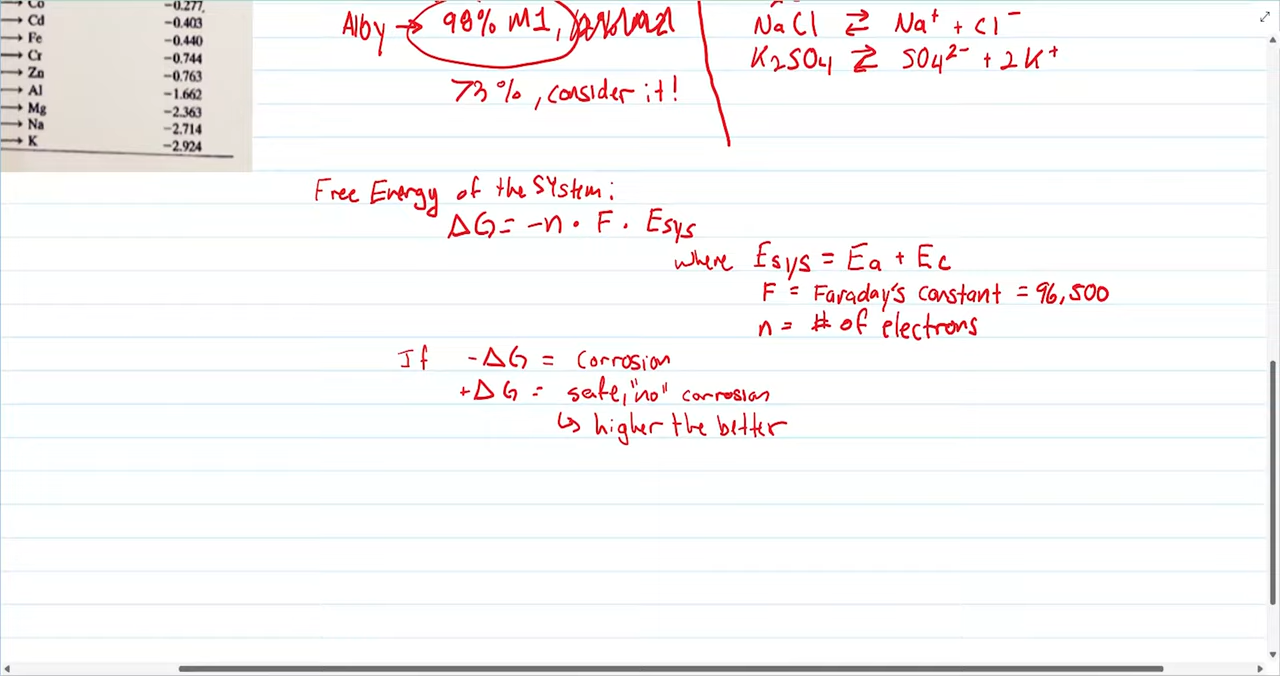 Co -0.277
→ Cd -0.403
→ Fe -0.440
→ Cr -0.744
→ Zn -0.763
→ Al -1.662
→ Mg -2.363
→ Na -2.714
→ K -2.924
Alloy → 98% M1,
73%, consider it!
NaCl ⇄ Na⁺ + Cl⁻
K2SO4 ⇄ SO4²⁻ + 2K⁺
Free Energy of the System:
ΔG = -n · F · Esys
where Esys = Ea + Ec
F = Faraday's constant = 96,500
n = # of electrons
If -ΔG = corrosion
+ΔG = safe, "no" corrosion
↳ higher the better